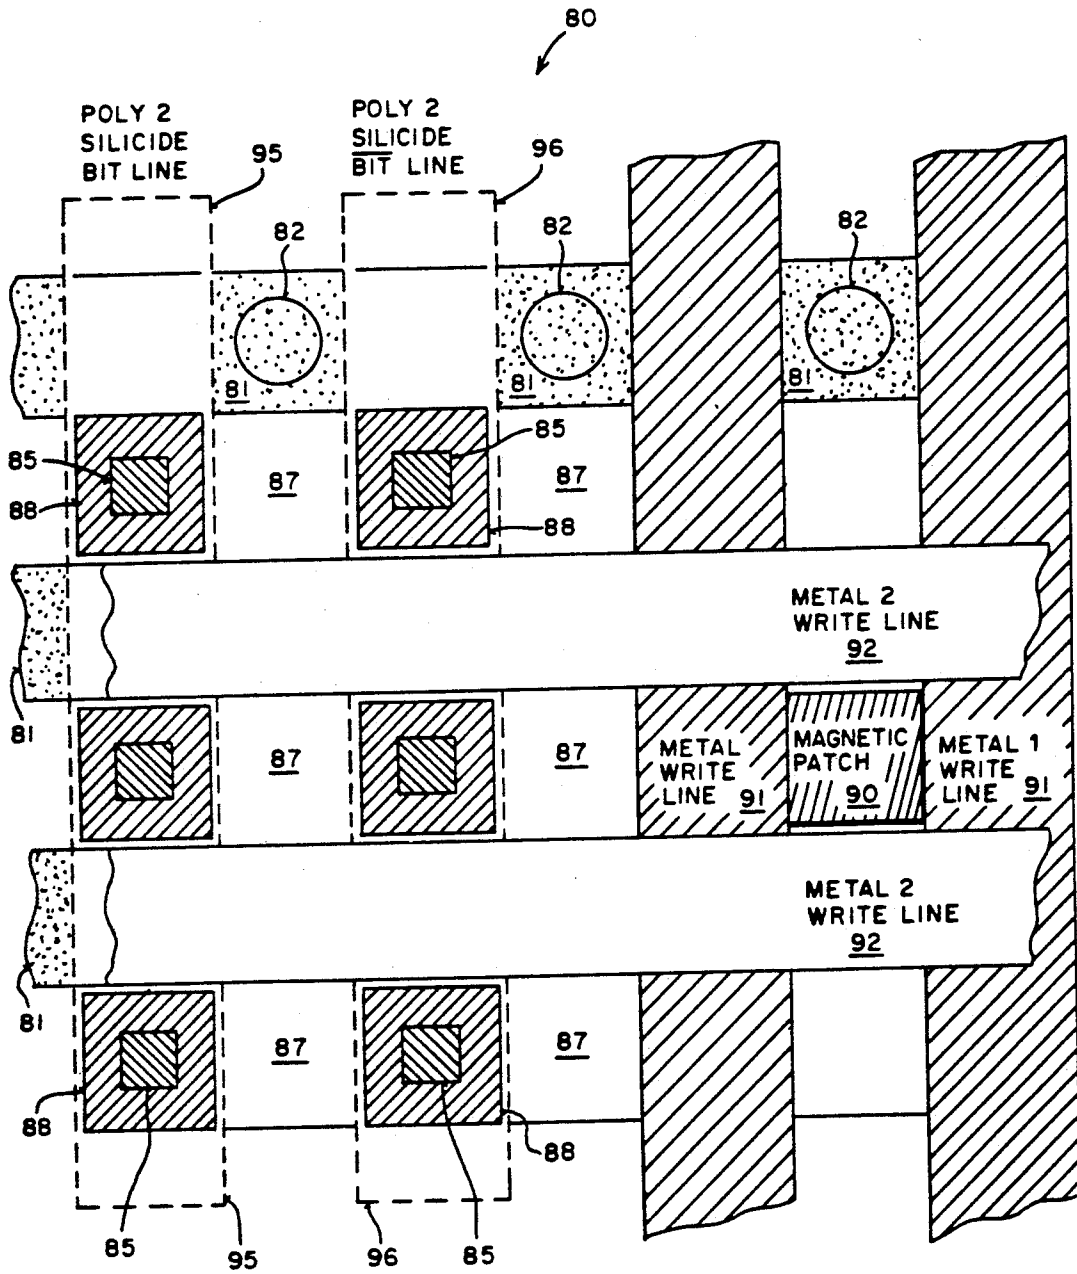 80
POLY 2
SILICIDE
BIT LINE
POLY 2
SILICIDE
BIT LINE
95
96
82
82
82
81
81
81
85
88
87
85
87
88
METAL 2
WRITE LINE
92
81
87
87
METAL
WRITE
LINE 91
MAGNETIC
PATCH
90
METAL 1
WRITE
LINE 91
METAL 2
WRITE LINE
92
81
87
87
88
88
85
95
96
85